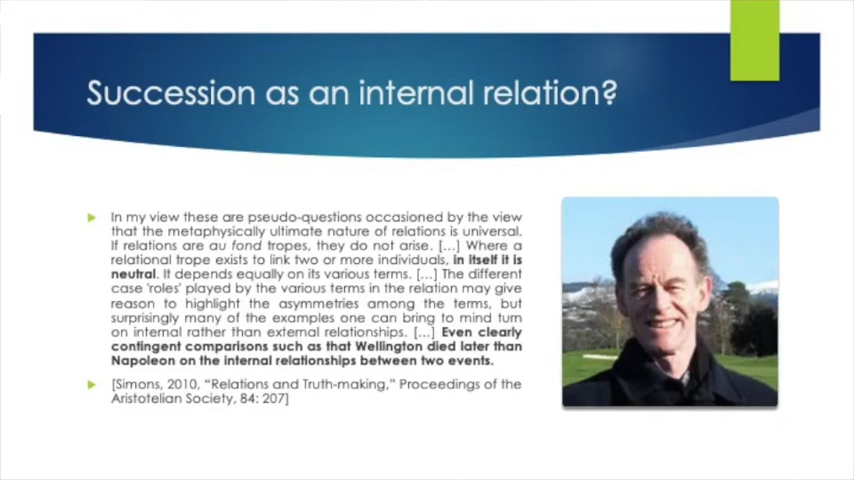 Succession as an internal relation?
In my view these are pseudo-questions occasioned by the view
that the metaphysically ultimate nature of relations is universal.
If relations are au fond tropes, they do not arise. [...] Where a
relational trope exists to link two or more individuals, in itself it is
neutral. It depends equally on its various terms. [...] The different
case 'roles' played by the various terms in the relation may give
reason to highlight the asymmetries among the terms, but
surprisingly many of the examples one can bring to mind turn
on internal rather than external relationships. [...] Even clearly
contingent comparisons such as that Wellington died later than
Napoleon on the internal relationships between two events.
[Simons, 2010, “Relations and Truth-making,” Proceedings of the
Aristotelian Society, 84: 207]